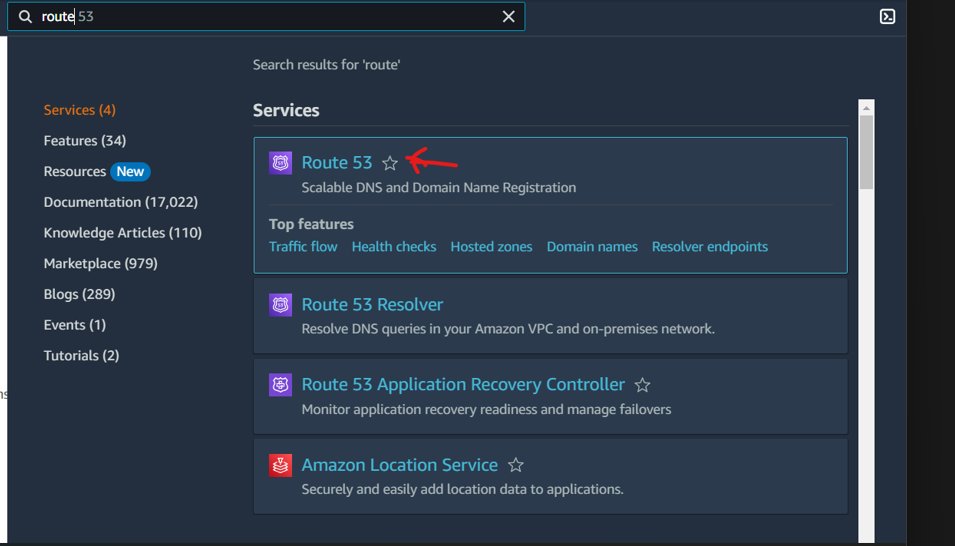 route 53
Search results for 'route'
Services (4)
Features (34)
Resources New
Documentation (17,022)
Knowledge Articles (110)
Marketplace (979)
Blogs (289)
Events (1)
Tutorials (2)
Services
Route 53
Scalable DNS and Domain Name Registration
Top features
Traffic flow Health checks Hosted zones Domain names Resolver endpoints
Route 53 Resolver
Resolve DNS queries in your Amazon VPC and on-premises network.
Route 53 Application Recovery Controller
Monitor application recovery readiness and manage failovers
Amazon Location Service
Securely and easily add location data to applications.